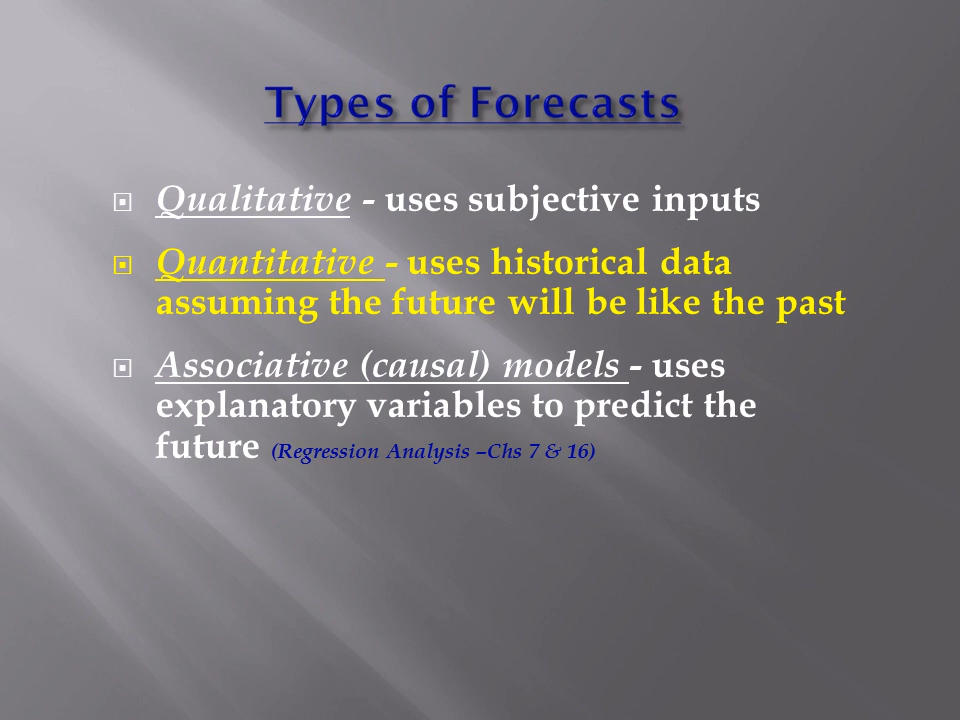 Types of Forecasts
Qualitative - uses subjective inputs
Quantitative - uses historical data
assuming the future will be like the past
Associative (causal) models - uses
explanatory variables to predict the
future (Regression Analysis –Chs 7 & 16)